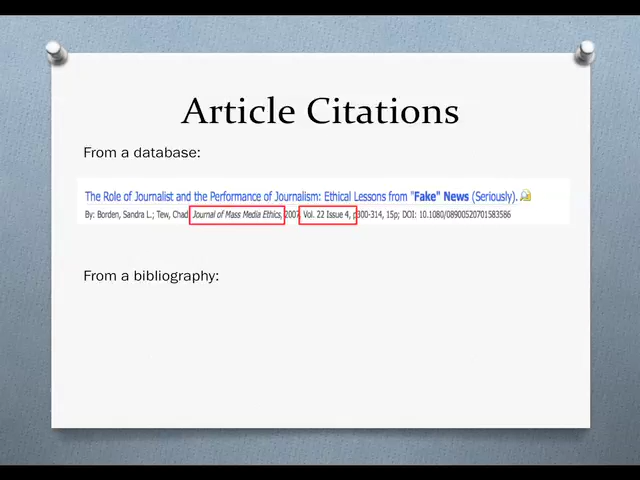 Article Citations
From a database:
The Role of Journalist and the Performance of Journalism: Ethical Lessons from "Fake" News (Seriously).
By: Borden, Sandra L.; Tew, Chad. Journal of Mass Media Ethics, 2007, Vol. 22 Issue 4, p300-314, 15p; DOI: 10.1080/08900520701583586
From a bibliography: